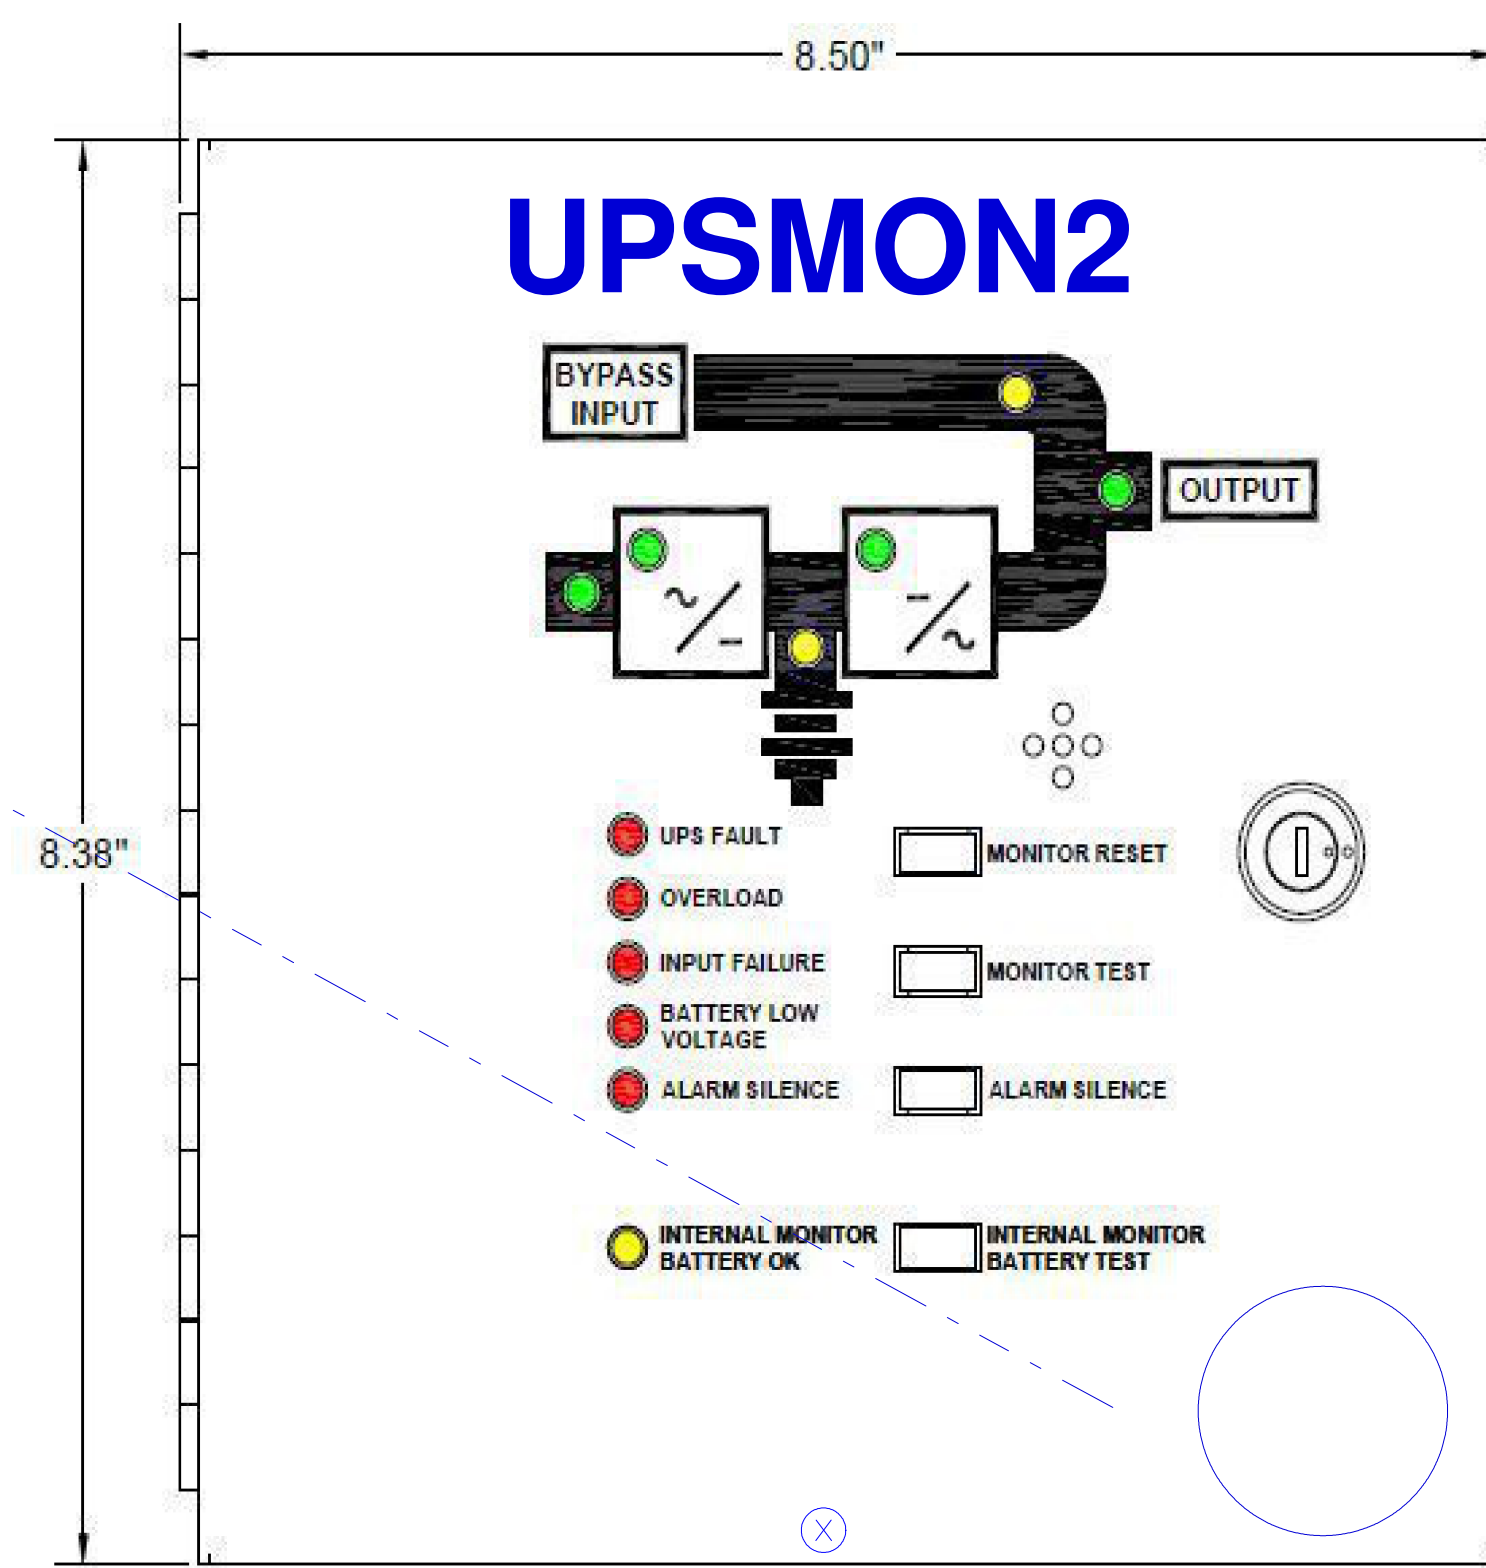 8.50"
UPSMON2
BYPASS
INPUT
OUTPUT
8.38"
UPS FAULT
MONITOR RESET
OVERLOAD
INPUT FAILURE
MONITOR TEST
BATTERY LOW
VOLTAGE
ALARM SILENCE
ALARM SILENCE
INTERNAL MONITOR
BATTERY OK
INTERNAL MONITOR
BATTERY TEST
X